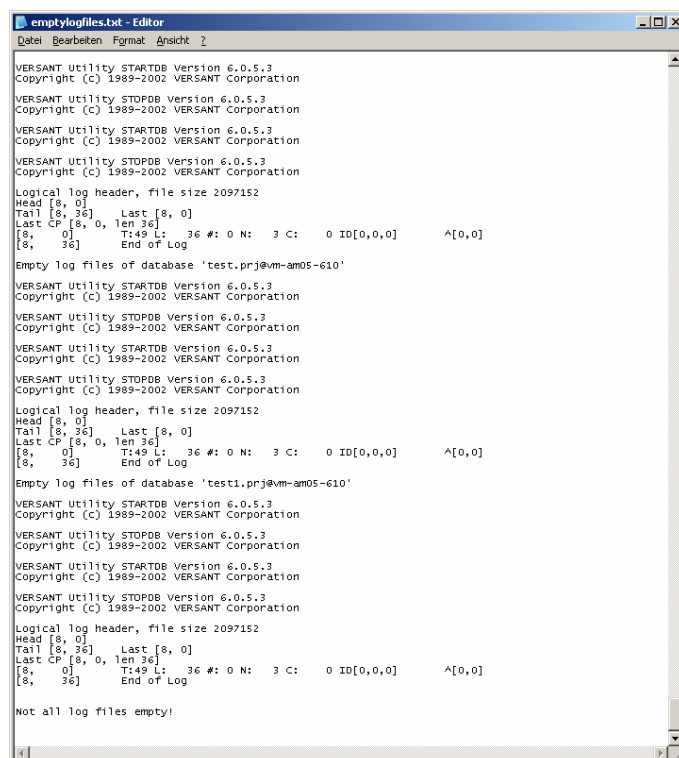 emptylogfiles.txt - Editor
Datei Bearbeiten Format Ansicht ?
VERSANT Utility STARTDB Version 6.0.5.3
Copyright (c) 1989-2002 VERSANT Corporation
VERSANT Utility STOPDB Version 6.0.5.3
Copyright (c) 1989-2002 VERSANT Corporation
VERSANT Utility STARTDB Version 6.0.5.3
Copyright (c) 1989-2002 VERSANT Corporation
VERSANT Utility STOPDB Version 6.0.5.3
Copyright (c) 1989-2002 VERSANT Corporation
Logical log header, file size 2097152
Head [8, 0]
Tail [8, 36] Last [8, 0]
Last CP [8, 0, len 36]
[8, 0] T:49 L: 36 #: 0 N: 3 C: 0 ID[0,0,0] ^[0,0]
[8, 36] End of Log
Empty log files of database 'test.prj@vm-am05-610'
VERSANT Utility STARTDB Version 6.0.5.3
Copyright (c) 1989-2002 VERSANT Corporation
VERSANT Utility STOPDB Version 6.0.5.3
Copyright (c) 1989-2002 VERSANT Corporation
VERSANT Utility STARTDB Version 6.0.5.3
Copyright (c) 1989-2002 VERSANT Corporation
VERSANT Utility STOPDB Version 6.0.5.3
Copyright (c) 1989-2002 VERSANT Corporation
Logical log header, file size 2097152
Head [8, 0]
Tail [8, 36] Last [8, 0]
Last CP [8, 0, len 36]
[8, 0] T:49 L: 36 #: 0 N: 3 C: 0 ID[0,0,0] ^[0,0]
[8, 36] End of Log
Empty log files of database 'test1.prj@vm-am05-610'
VERSANT Utility STARTDB Version 6.0.5.3
Copyright (c) 1989-2002 VERSANT Corporation
VERSANT Utility STOPDB Version 6.0.5.3
Copyright (c) 1989-2002 VERSANT Corporation
VERSANT Utility STARTDB Version 6.0.5.3
Copyright (c) 1989-2002 VERSANT Corporation
VERSANT Utility STOPDB Version 6.0.5.3
Copyright (c) 1989-2002 VERSANT Corporation
Logical log header, file size 2097152
Head [8, 0]
Tail [8, 36] Last [8, 0]
Last CP [8, 0, len 36]
[8, 0] T:49 L: 36 #: 0 N: 3 C: 0 ID[0,0,0] ^[0,0]
[8, 36] End of Log
Not all log files empty!